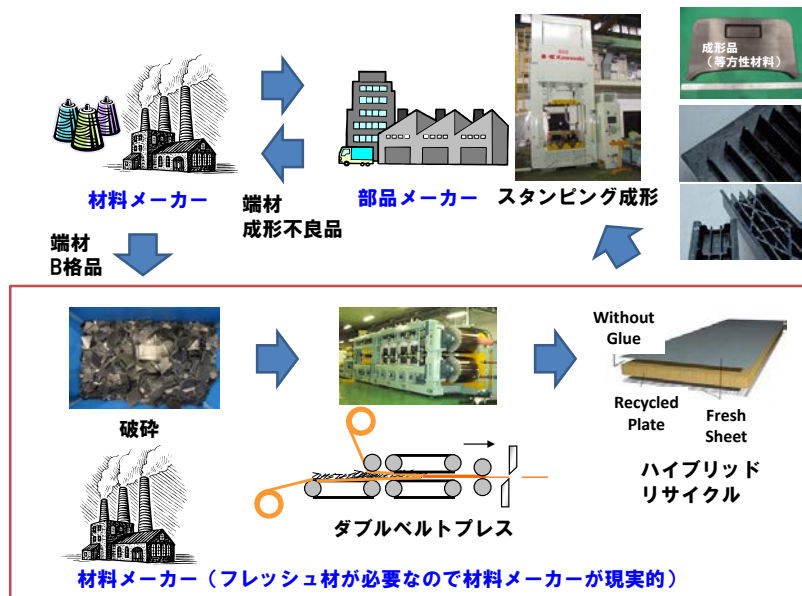 成形品
(等方性材料)
Kawasaki
材料メーカー
端材
成形不良品
部品メーカー
スタンピング成形
端材
B格品
破砕
Without
Glue
Recycled
Plate
Fresh
Sheet
ハイブリッド
リサイクル
ダブルベルトプレス
材料メーカー(フレッシュ材が必要なので材料メーカーが現実的)